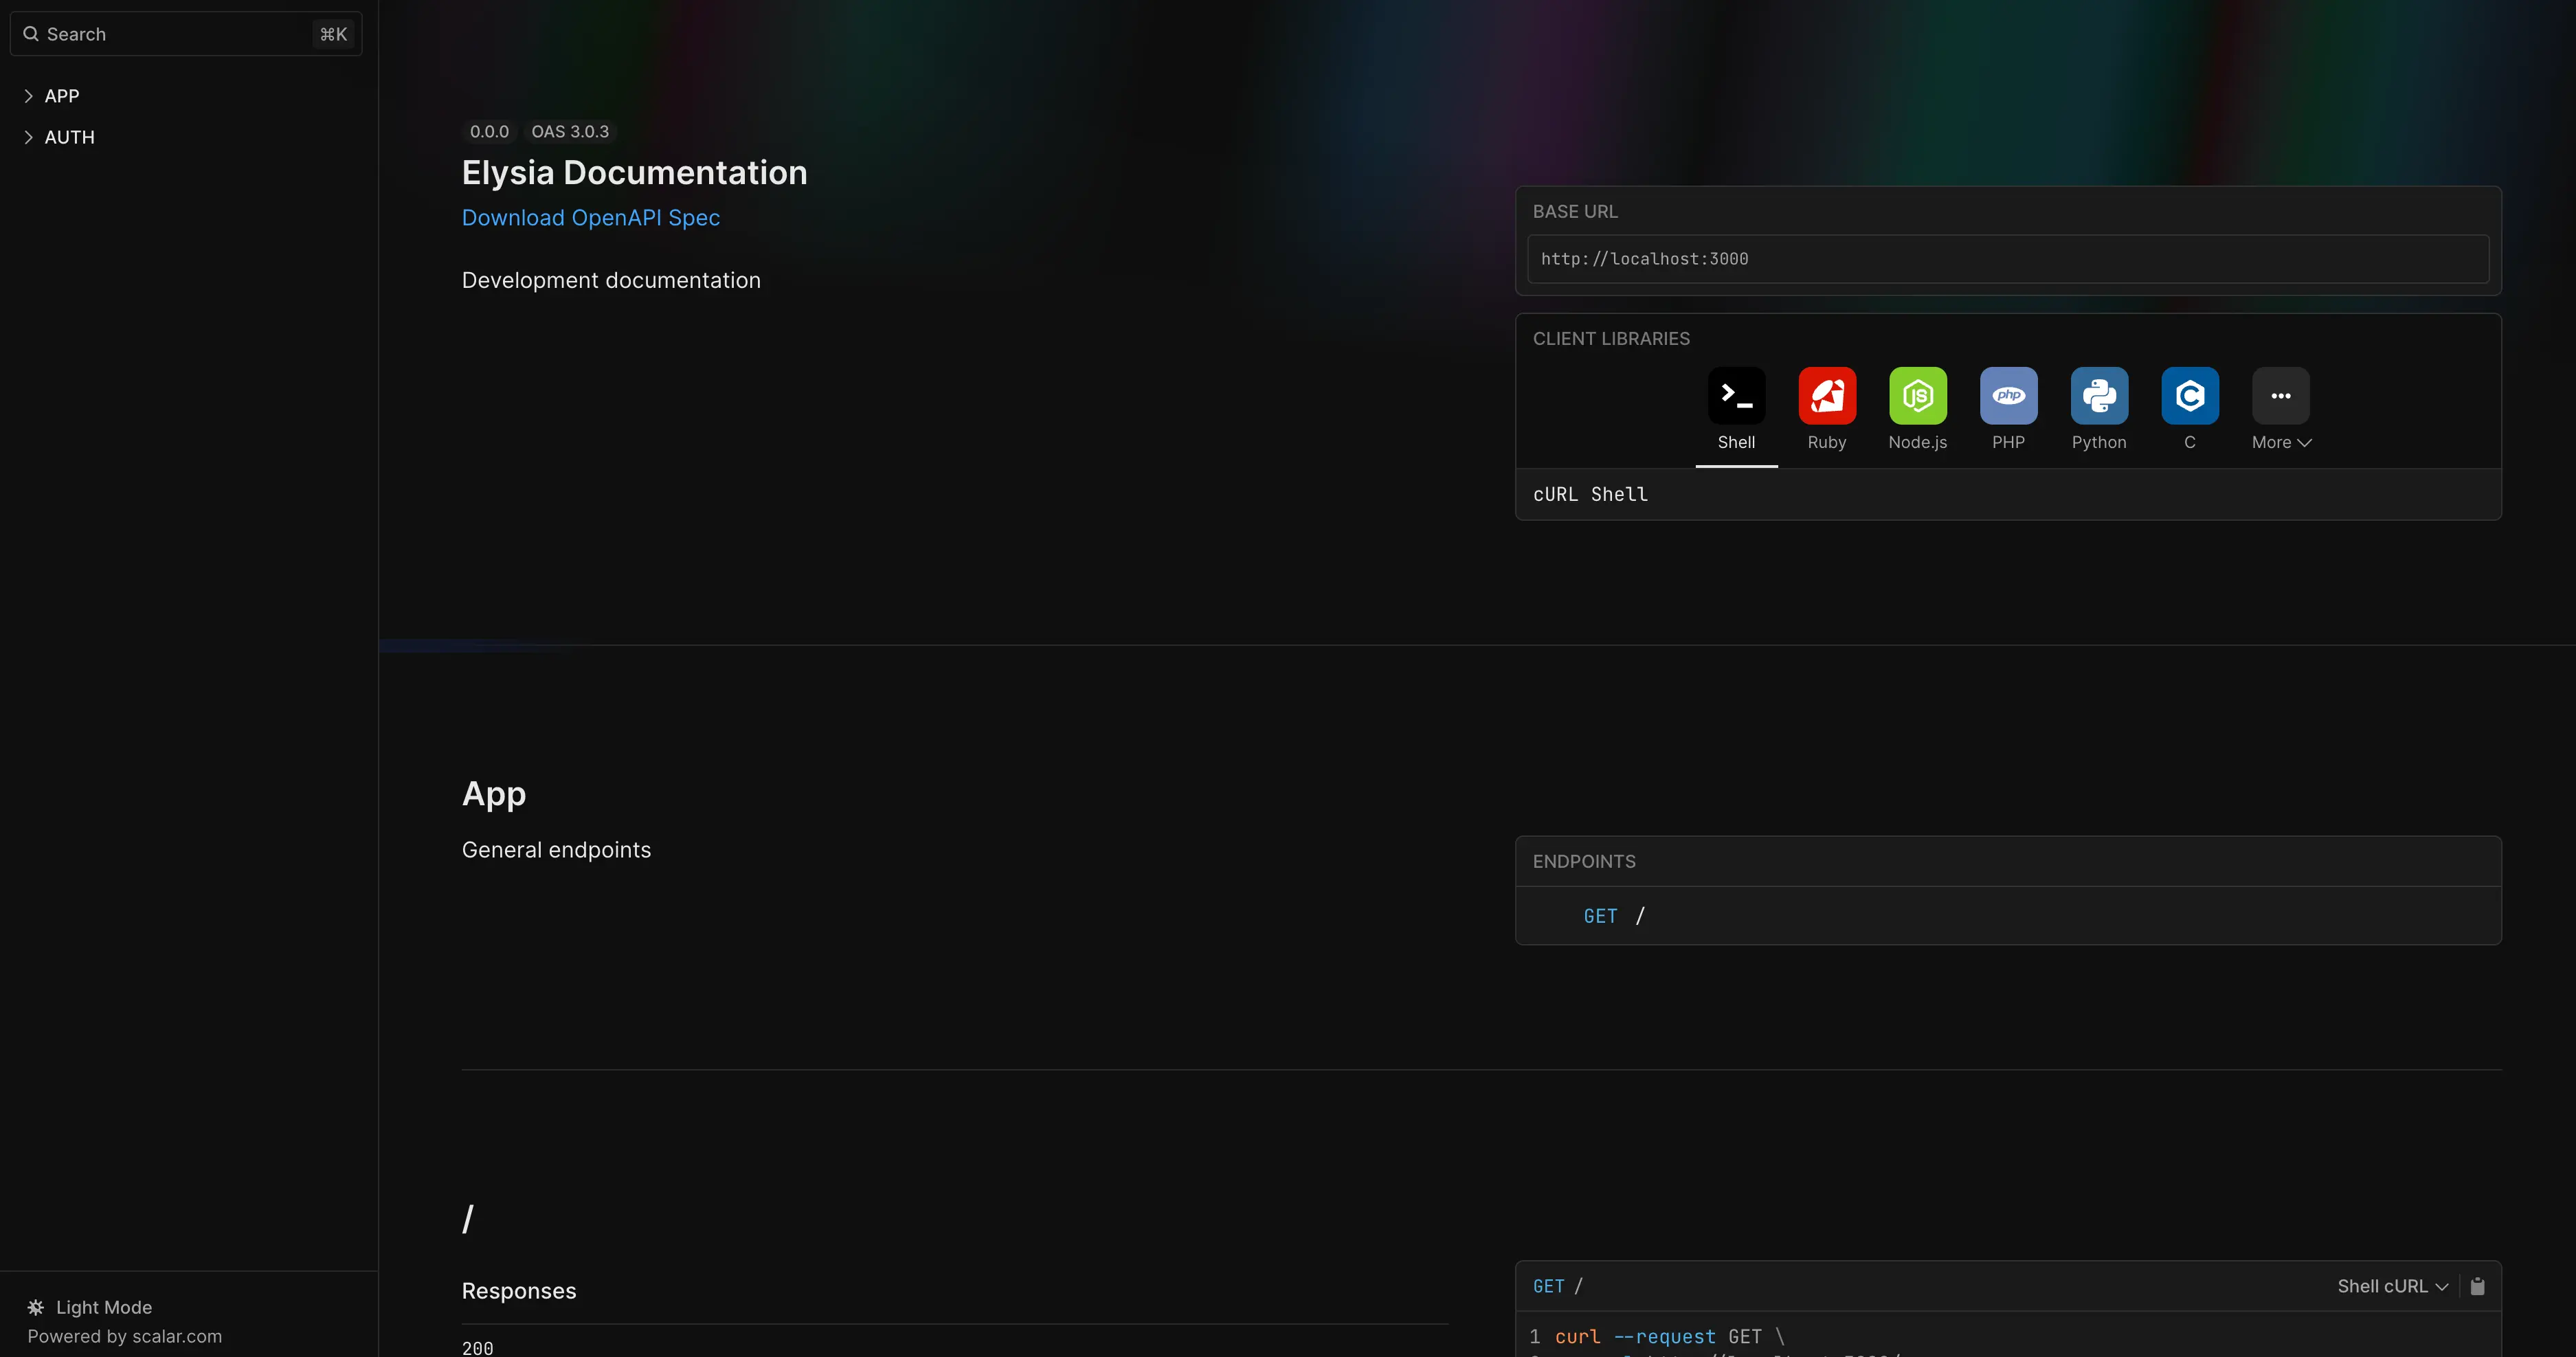 Search ⌘K
APP
AUTH
Light Mode
Powered by scalar.com
0.0.0 OAS 3.0.3
Elysia Documentation
Download OpenAPI Spec
Development documentation
BASE URL
http://localhost:3000
CLIENT LIBRARIES
Shell Ruby Node.js PHP Python C More
cURL Shell
App
General endpoints
ENDPOINTS
GET /
/
Responses
200
GET / Shell cURL
1 curl --request GET \